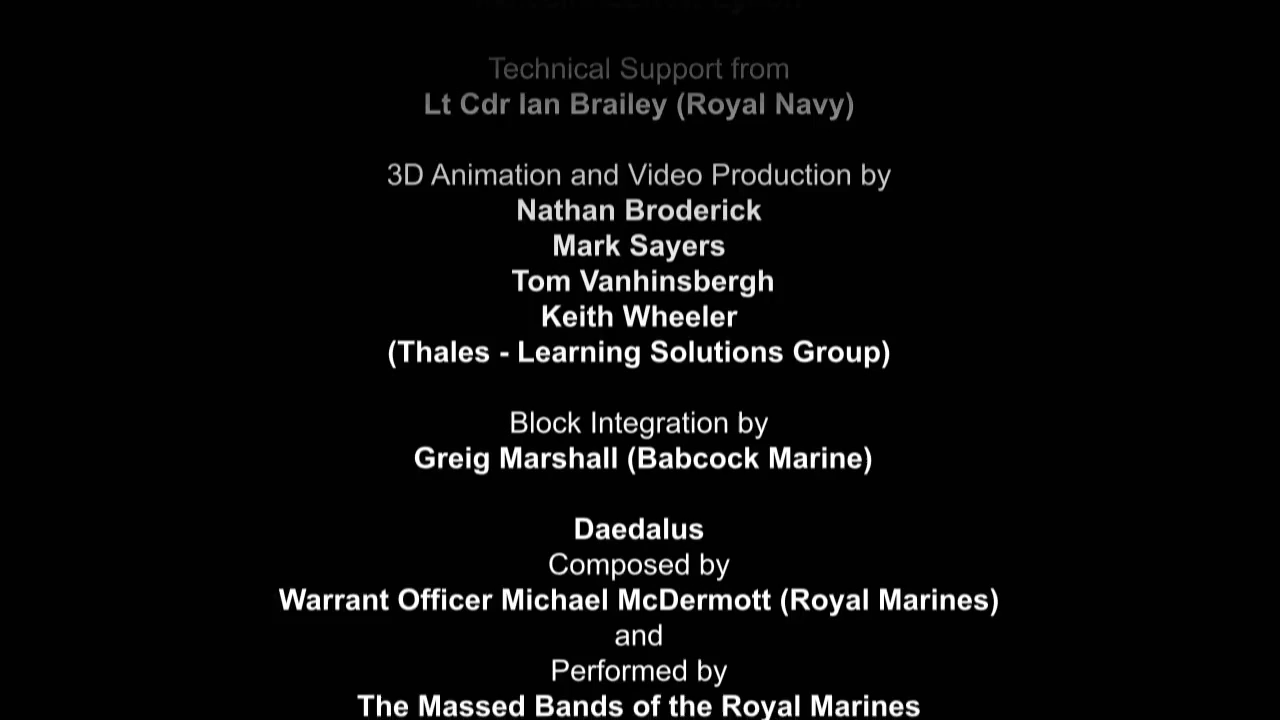 Technical Support from
Lt Cdr Ian Brailey (Royal Navy)
3D Animation and Video Production by
Nathan Broderick
Mark Sayers
Tom Vanhinsbergh
Keith Wheeler
(Thales - Learning Solutions Group)
Block Integration by
Greig Marshall (Babcock Marine)
Daedalus
Composed by
Warrant Officer Michael McDermott (Royal Marines)
and
Performed by
The Massed Bands of the Royal Marines